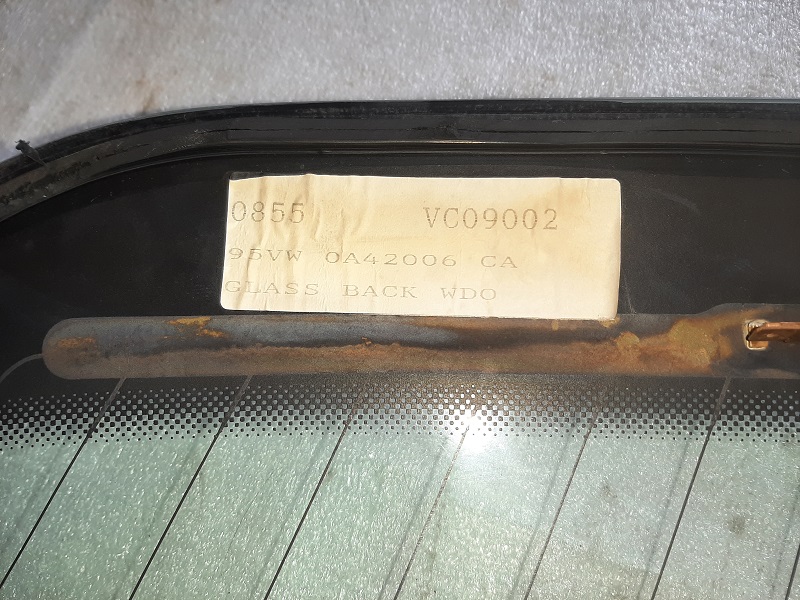 0855 VC09002
95VW 0A42006 CA
GLASS BACK WDO